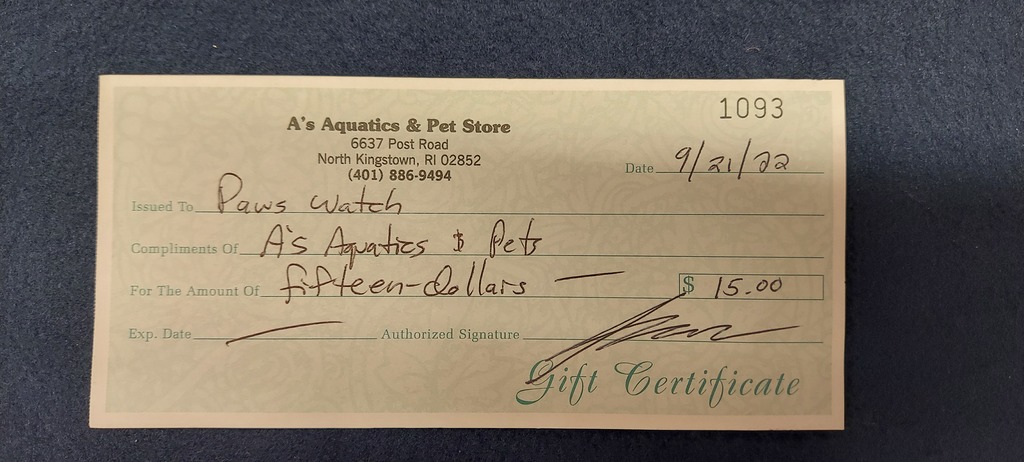 1093
A's Aquatics & Pet Store
6637 Post Road
North Kingstown, RI 02852
(401) 886-9494
Date 9/21/22
Issued To Paws Watch
Compliments Of A's Aquatics $ Pets
For The Amount Of fifteen-dollars $ 15.00
Exp. Date Authorized Signature
Gift Certificate